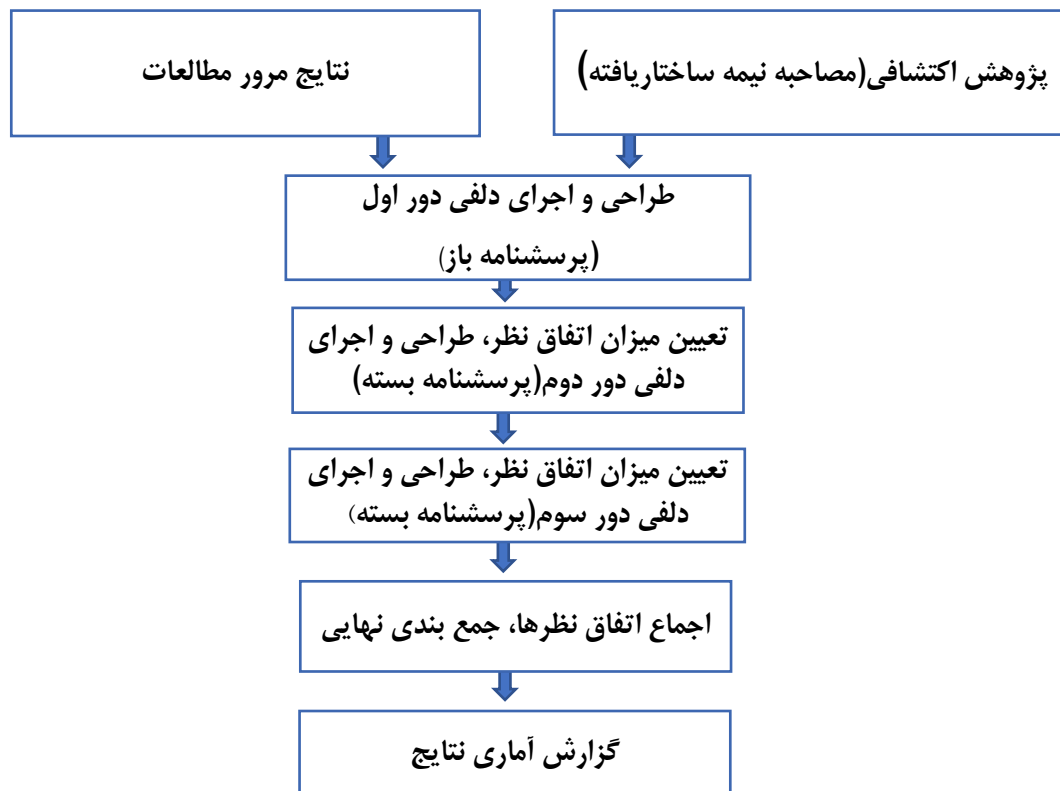 پژوهش اکتشافی(مصاحبه نیمه ساختاریافته)
نتایج مرور مطالعات
طراحی و اجرای دلفی دور اول
(پرسشنامه باز)
تعیین میزان اتفاق نظر، طراحی و اجرای
دلفی دور دوم(پرسشنامه بسته)
تعیین میزان اتفاق نظر، طراحی و اجرای
دلفی دور سوم(پرسشنامه بسته)
اجماع اتفاق نظرها، جمع بندی نهایی
گزارش آماری نتایج